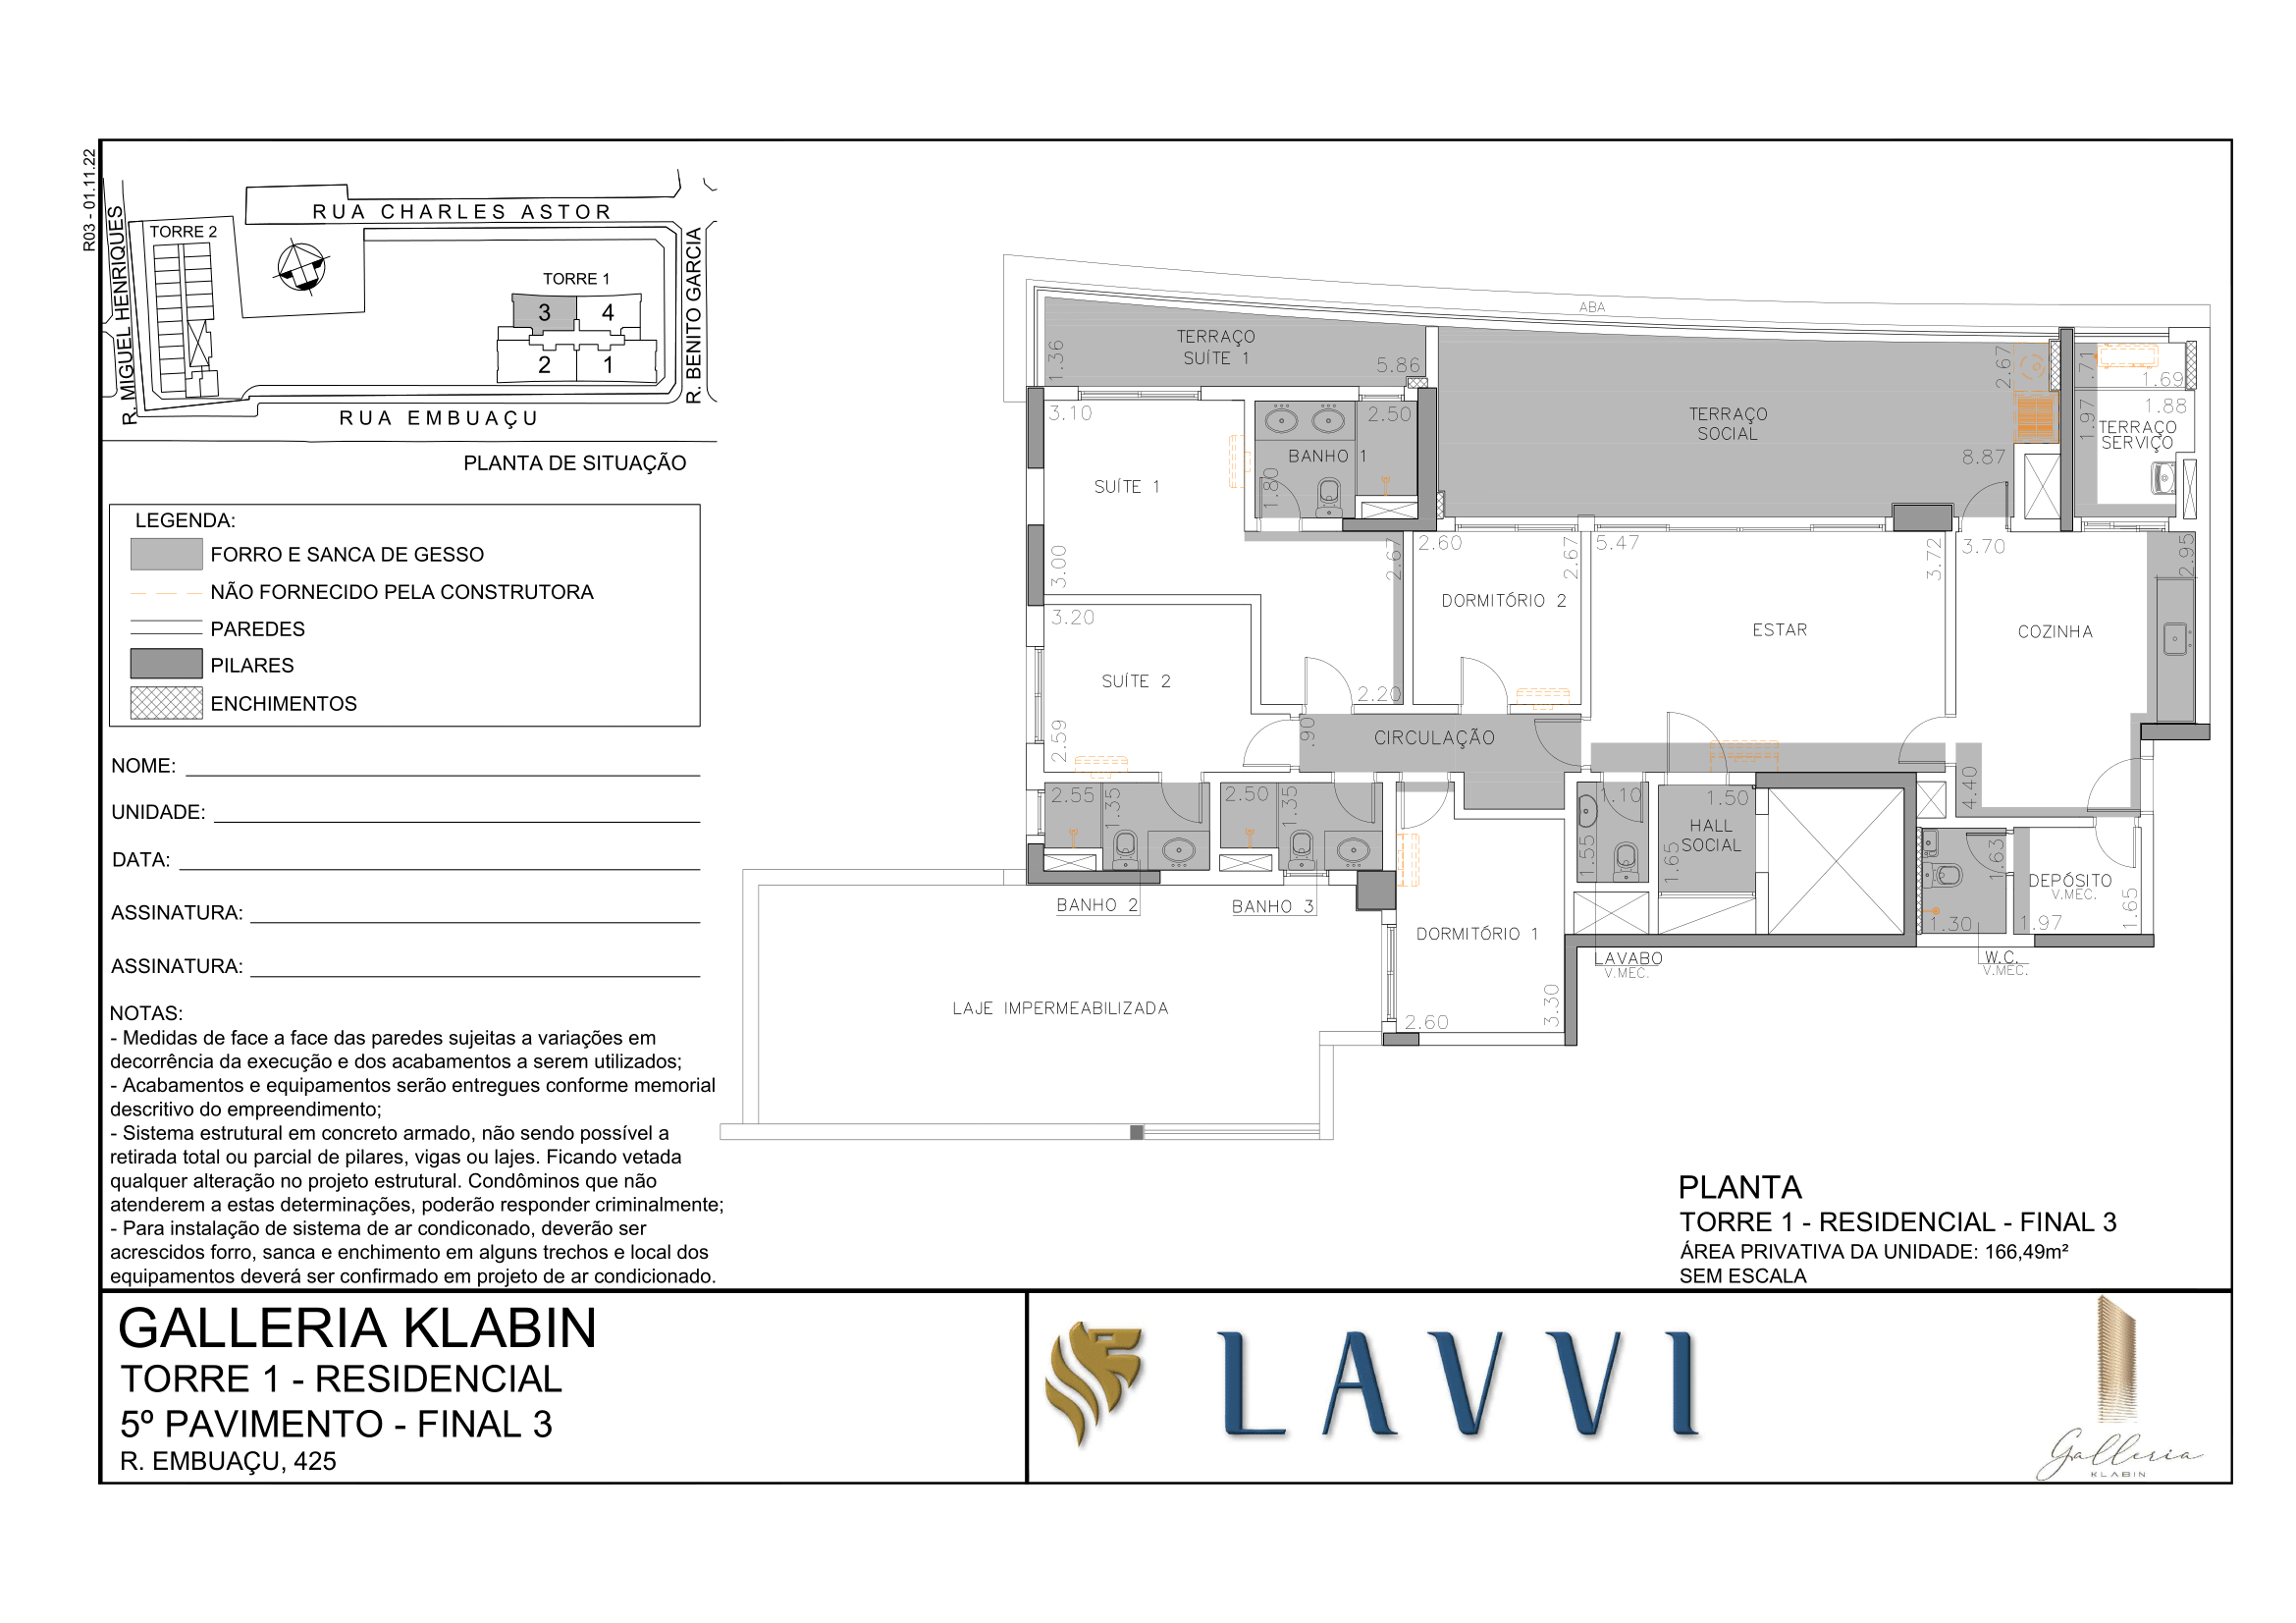 R03 - 01.11.22
RUA CHARLES ASTOR
R. MIGUEL HENRIQUES
TORRE 2
TORRE 1
3
4
2
1
R. BENITO GARCIA
RUA EMBUAÇU
PLANTA DE SITUAÇÃO
LEGENDA:
FORRO E SANCA DE GESSO
NÃO FORNECIDO PELA CONSTRUTORA
PAREDES
PILARES
ENCHIMENTOS
NOME:
UNIDADE:
DATA:
ASSINATURA:
ASSINATURA:
NOTAS:
- Medidas de face a face das paredes sujeitas a variações em
decorrência da execução e dos acabamentos a serem utilizados;
- Acabamentos e equipamentos serão entregues conforme memorial
descritivo do empreendimento;
- Sistema estrutural em concreto armado, não sendo possível a
retirada total ou parcial de pilares, vigas ou lajes. Ficando vetada
qualquer alteração no projeto estrutural. Condôminos que não
atenderem a estas determinações, poderão responder criminalmente;
- Para instalação de sistema de ar condiconado, deverão ser
acrescidos forro, sanca e enchimento em alguns trechos e local dos
equipamentos deverá ser confirmado em projeto de ar condicionado.
ABA
TERRAÇO
SUÍTE 1
1.36
5.86
TERRAÇO
SOCIAL
2.67
8.87
.71
1.69
1.97
1.88
TERRAÇO
SERVIÇO
3.10
SUÍTE 1
3.00
BANHO 1
2.50
1.80
2.67
2.20
2.60
2.67
DORMITÓRIO 2
5.47
3.72
ESTAR
3.70
2.95
COZINHA
4.40
3.20
SUÍTE 2
2.59
.90
CIRCULAÇÃO
2.55
1.35
BANHO 2
2.50
1.35
BANHO 3
DORMITÓRIO 1
2.60
3.30
1.10
1.55
LAVABO
V.MEC.
1.50
HALL
SOCIAL
1.65
1.63
1.30
W.C.
V.MEC.
DEPÓSITO
V.MEC.
1.97
1.65
LAJE IMPERMEABILIZADA
PLANTA
TORRE 1 - RESIDENCIAL - FINAL 3
ÁREA PRIVATIVA DA UNIDADE: 166,49m²
SEM ESCALA
GALLERIA KLABIN
TORRE 1 - RESIDENCIAL
5º PAVIMENTO - FINAL 3
R. EMBUAÇU, 425
LAVVI
Galleria
KLABIN